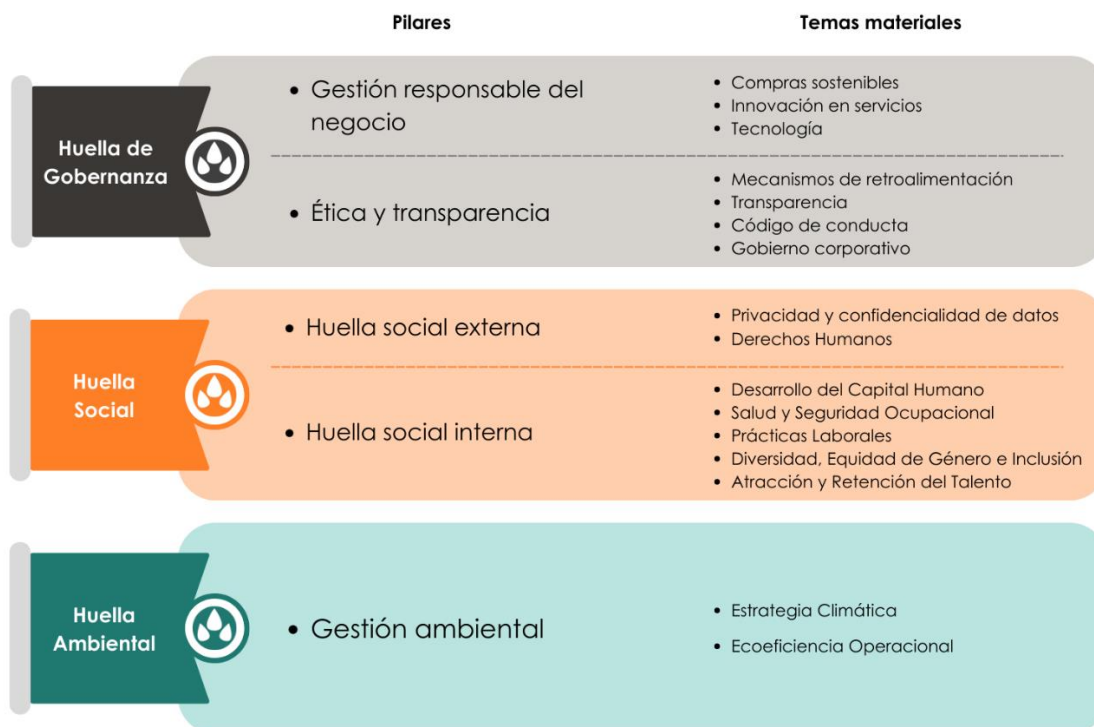 Pilares
Temas materiales
Huella de
Gobernanza
• Gestión responsable del
negocio
• Compras sostenibles
• Innovación en servicios
• Tecnología
• Ética y transparencia
• Mecanismos de retroalimentación
• Transparencia
• Código de conducta
• Gobierno corporativo
Huella
Social
• Huella social externa
• Privacidad y confidencialidad de datos
• Derechos Humanos
• Huella social interna
• Desarrollo del Capital Humano
• Salud y Seguridad Ocupacional
• Prácticas Laborales
• Diversidad, Equidad de Género e Inclusión
• Atracción y Retención del Talento
Huella
Ambiental
• Gestión ambiental
• Estrategia Climática
• Ecoeficiencia Operacional